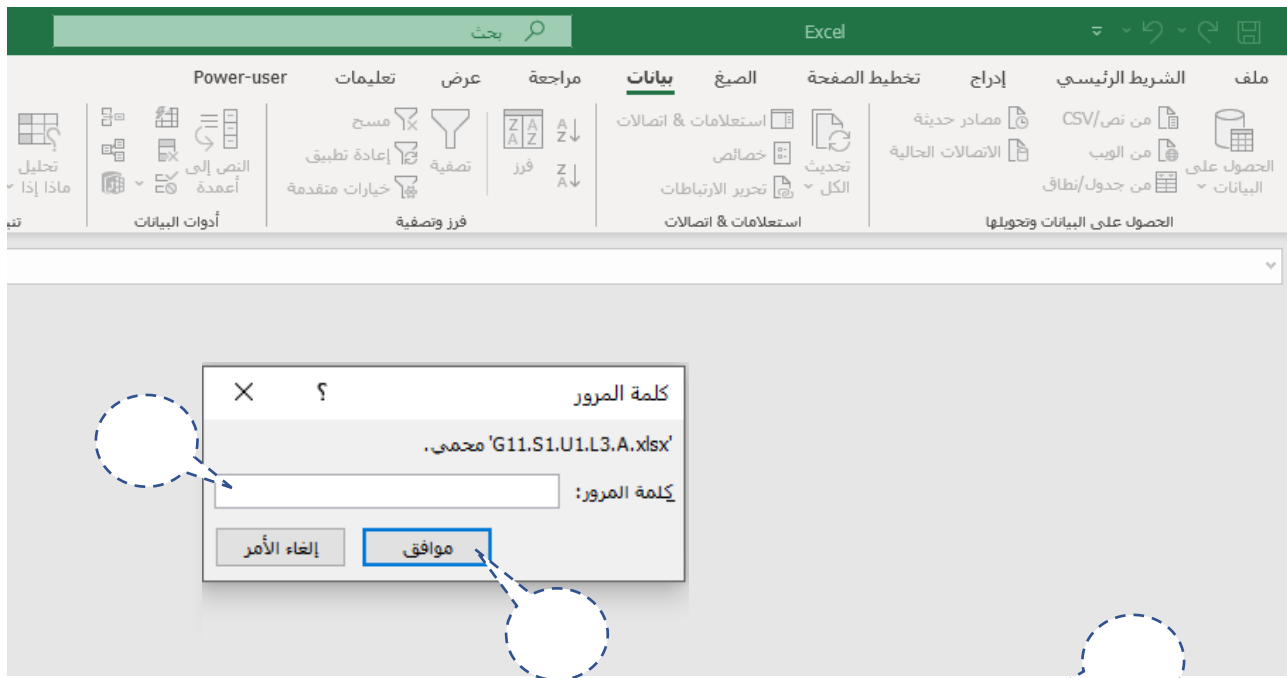 Excel
بحث
ملف الشريط الرئيسي إدراج تخطيط الصفحة الصيغ بيانات مراجعة عرض تعليمات Power-user
الحصول على البيانات
من نص/CSV
من الويب
من جدول/نطاق
مصادر حديثة
الاتصالات الحالية
الحصول على البيانات وتحويلها
تحديث الكل
استعلامات & اتصالات
خصائص
تحرير الارتباطات
استعلامات & اتصالات
فرز
تصفية
مسح
إعادة تطبيق
خيارات متقدمة
فرز وتصفية
النص إلى أعمدة
أدوات البيانات
تحليل ماذا إذا
كلمة المرور
'G11.S1.U1.L3.A.xlsx' محمي.
كلمة المرور:
موافق
إلغاء الأمر